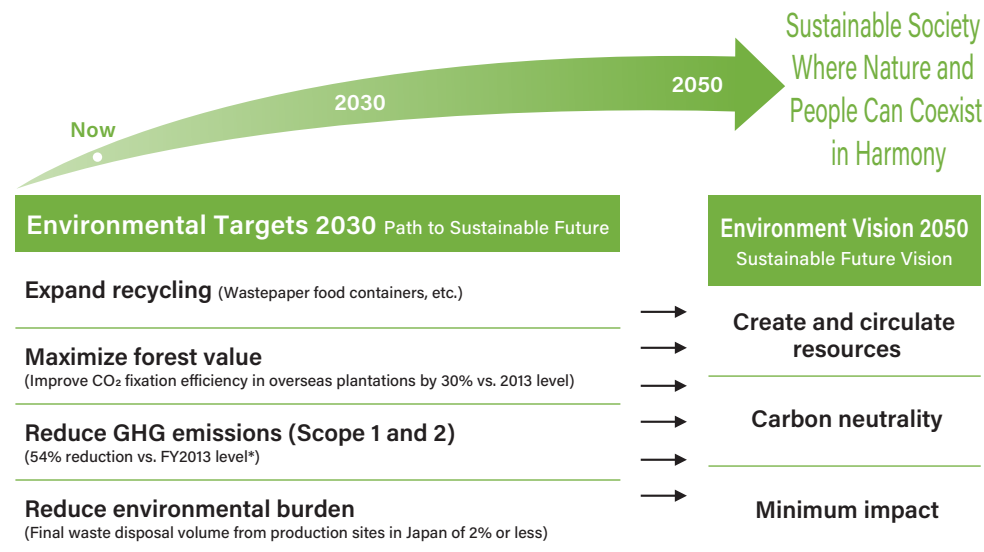 Sustainable Society
Where Nature and
People Can Coexist
in Harmony
Now
2030
2050
Environmental Targets 2030 Path to Sustainable Future
Expand recycling (Wastepaper food containers, etc.)
Maximize forest value
(Improve CO₂ fixation efficiency in overseas plantations by 30% vs. 2013 level)
Reduce GHG emissions (Scope 1 and 2)
(54% reduction vs. FY2013 level*)
Reduce environmental burden
(Final waste disposal volume from production sites in Japan of 2% or less)
Environment Vision 2050
Sustainable Future Vision
Create and circulate
resources
Carbon neutrality
Minimum impact